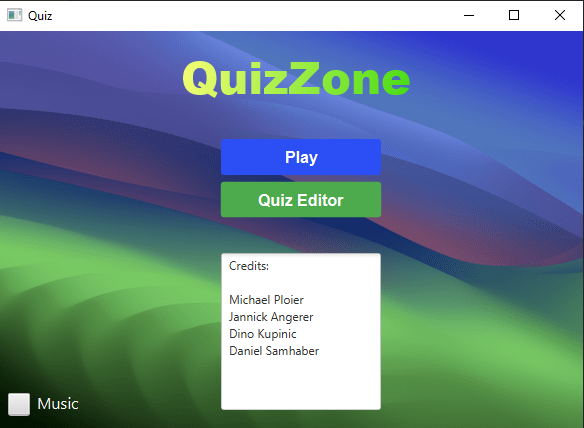 Quiz
QuizZone
Play
Quiz Editor
Credits:
Michael Ploier
Jannick Angerer
Dino Kupinic
Daniel Samhaber
Music